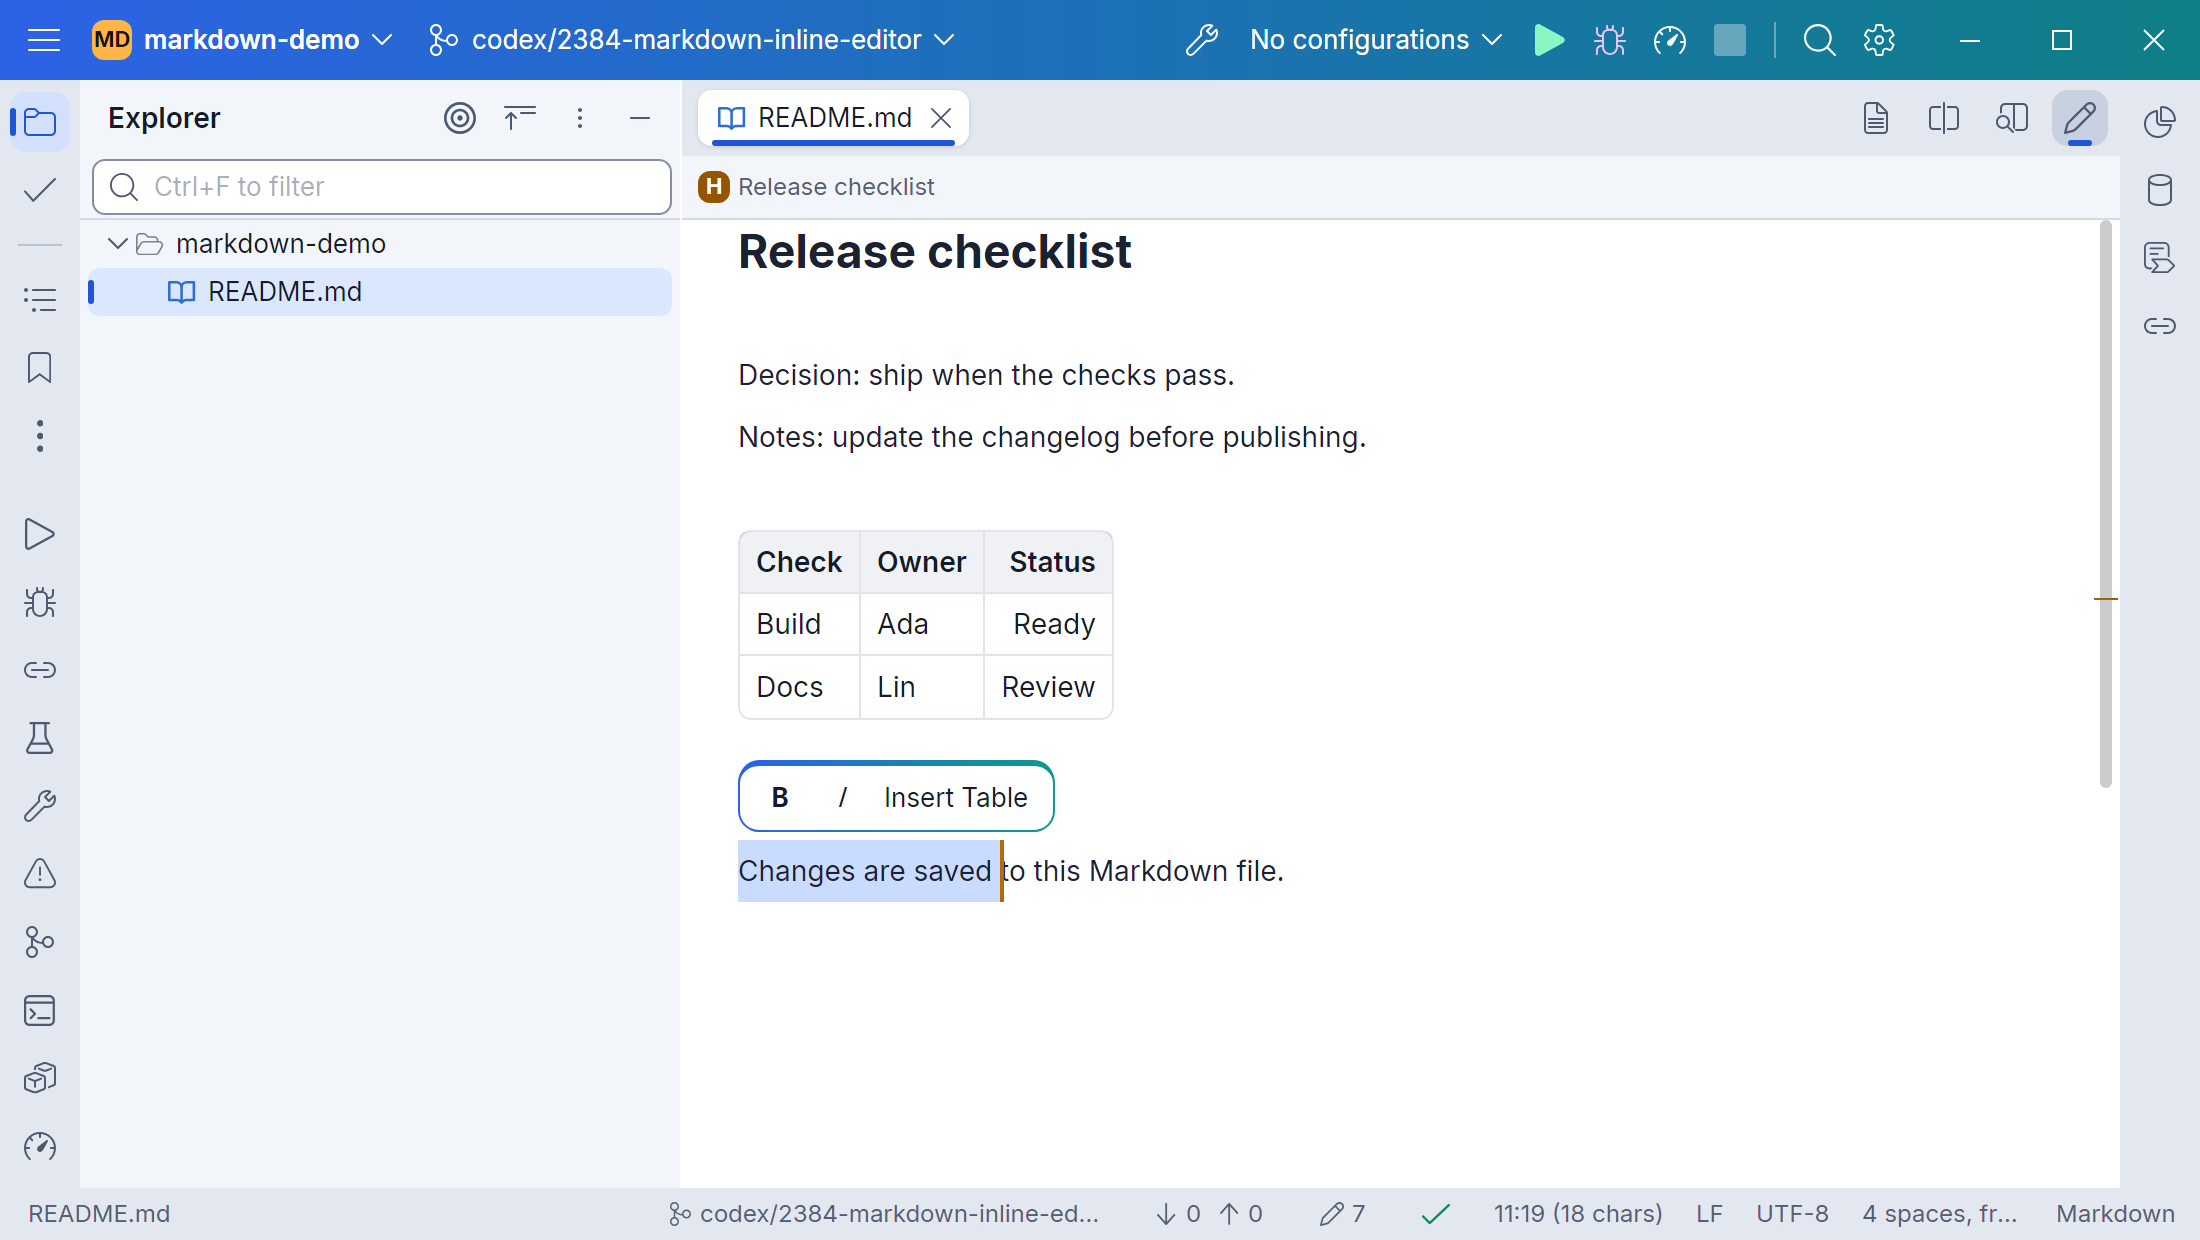 MD markdown-demo codex/2384-markdown-inline-editor No configurations
Explorer
Ctrl+F to filter
markdown-demo
README.md
README.md
H Release checklist
Release checklist
Decision: ship when the checks pass.
Notes: update the changelog before publishing.
Check Owner Status
Build Ada Ready
Docs Lin Review
B / Insert Table
Changes are saved to this Markdown file.
README.md codex/2384-markdown-inline-ed... 0 0 7 11:19 (18 chars) LF UTF-8 4 spaces, fr... Markdown